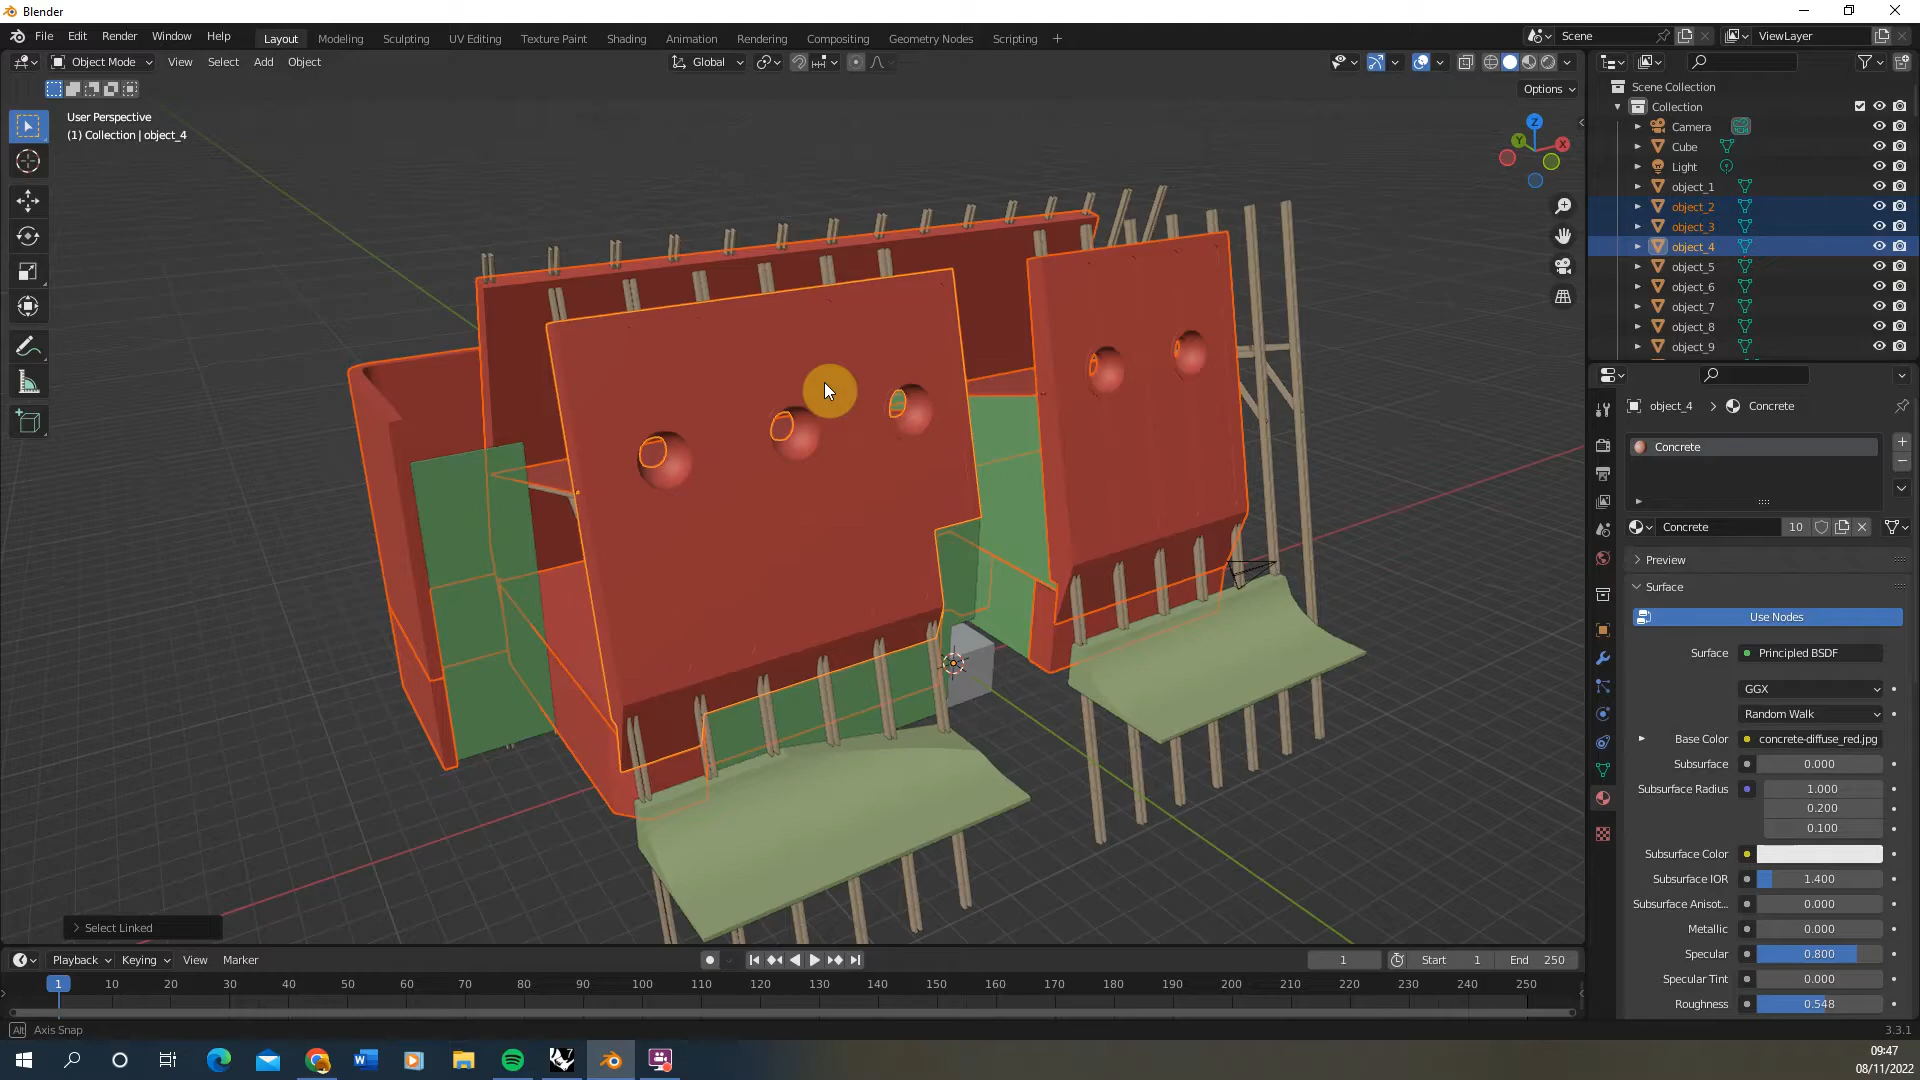 Blender
File Edit Render Window Help
Layout Modeling Sculpting UV Editing Texture Paint Shading Animation Rendering Compositing Geometry Nodes Scripting +
Scene
ViewLayer
Object Mode View Select Add Object
Global
Options
User Perspective
(1) Collection | object_4
Z
Y
X
Scene Collection
Collection
Camera
Cube
Light
object_1
object_2
object_3
object_4
object_5
object_6
object_7
object_8
object_9
object_4 > Concrete
Concrete
Concrete 10
Preview
Surface
Use Nodes
Surface Principled BSDF
GGX
Random Walk
Base Color concrete-diffuse_red.jpg
Subsurface 0.000
Subsurface Radius 1.000
0.200
0.100
Subsurface Color
Subsurface IOR 1.400
Subsurface Anisot... 0.000
Metallic 0.000
Specular 0.800
Specular Tint 0.000
Roughness 0.548
Select Linked
Playback Keying View Marker
1 Start 1 End 250
1 10 20 30 40 50 60 70 80 90 100 110 120 130 140 150 160 170 180 190 200 210 220 230 240 250
Alt Axis Snap
3.3.1
09:47
08/11/2022